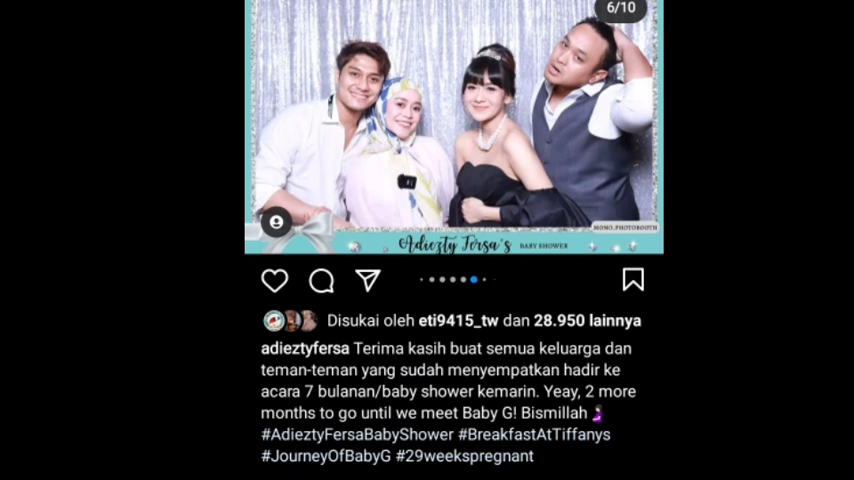 6/10
MONO.PHOTOBOOTH
Adiezty Fersa's BABY SHOWER
Disukai oleh eti9415_tw dan 28.950 lainnya
adieztyfersa Terima kasih buat semua keluarga dan
teman-teman yang sudah menyempatkan hadir ke
acara 7 bulanan/baby shower kemarin. Yeay, 2 more
months to go until we meet Baby G! Bismillah🤰
#AdieztyFersaBabyShower #BreakfastAtTiffanys
#JourneyOfBabyG #29weekspregnant